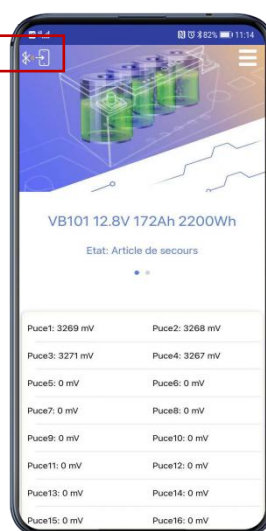 82% 11:14
VB101 12.8V 172Ah 2200Wh
Etat: Article de secours
Puce1: 3269 mV Puce2: 3268 mV
Puce3: 3271 mV Puce4: 3267 mV
Puce5: 0 mV Puce6: 0 mV
Puce7: 0 mV Puce8: 0 mV
Puce9: 0 mV Puce10: 0 mV
Puce11: 0 mV Puce12: 0 mV
Puce13: 0 mV Puce14: 0 mV
Puce15: 0 mV Puce16: 0 mV